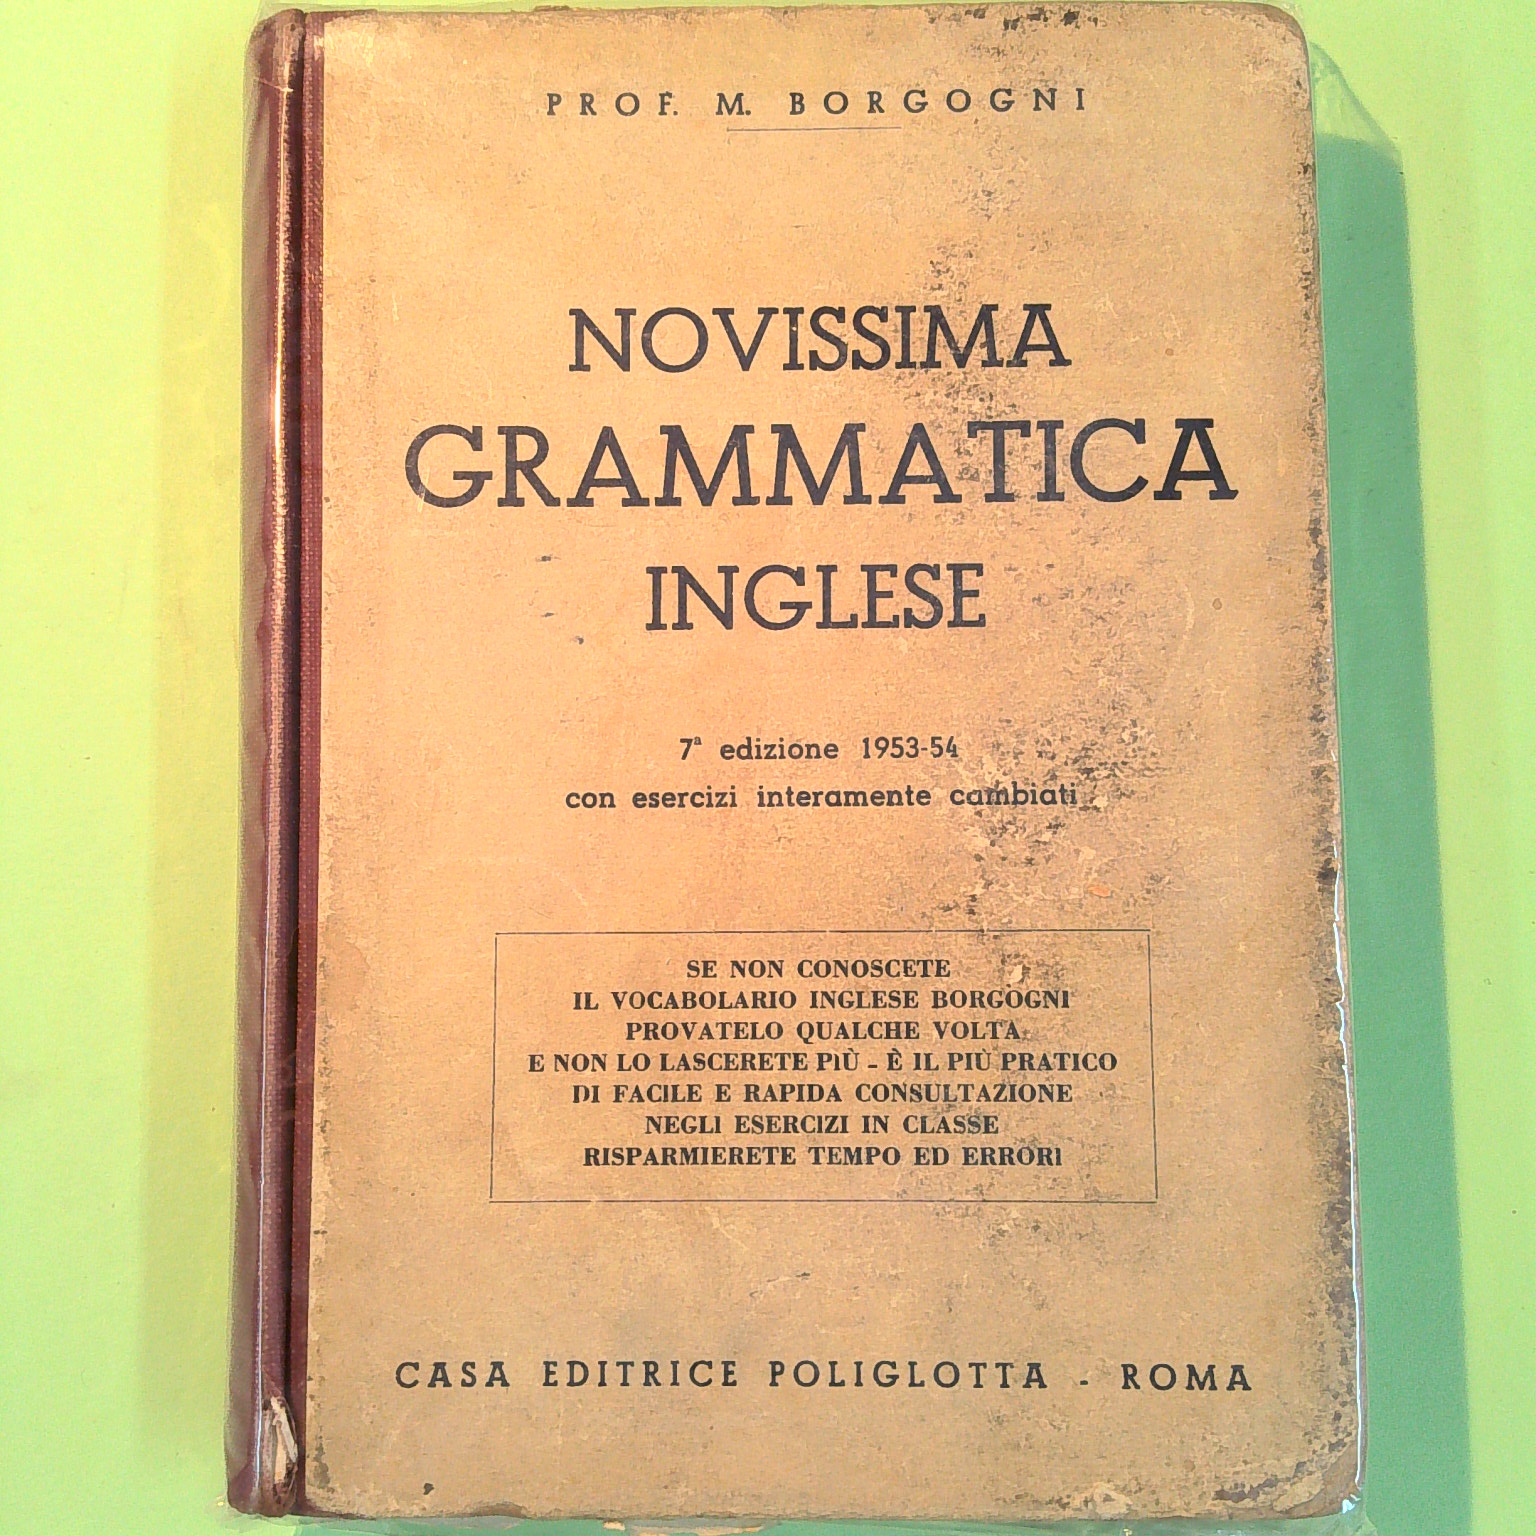 PROF. M. BORGOGNI
NOVISSIMA
GRAMMATICA
INGLESE
7ª edizione 1953-54
con esercizi interamente cambiati
SE NON CONOSCETE
IL VOCABOLARIO INGLESE BORGOGNI
PROVATELO QUALCHE VOLTA
E NON LO LASCERETE PIÙ - È IL PIÙ PRATICO
DI FACILE E RAPIDA CONSULTAZIONE
NEGLI ESERCIZI IN CLASSE
RISPARMIERETE TEMPO ED ERRORI
CASA EDITRICE POLIGLOTTA - ROMA